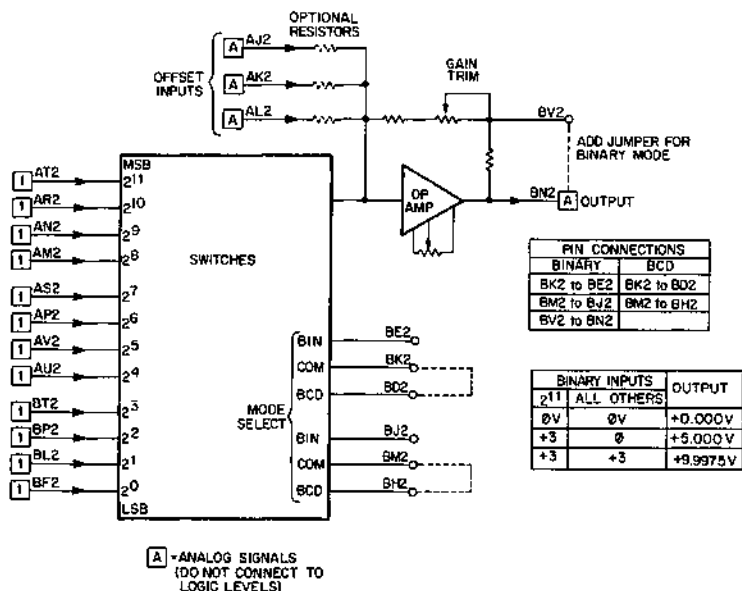 OPTIONAL
RESISTORS
OFFSET
INPUTS
A AJ2
A AK2
A AL2
GAIN
TRIM
BV2
ADD JUMPER FOR
BINARY MODE
BN2
A OUTPUT
OP
AMP
MSB
1 AT2 2^11
1 AR2 2^10
1 AN2 2^9
1 AM2 2^8
1 AS2 2^7
1 AP2 2^6
1 AV2 2^5
1 AU2 2^4
1 BT2 2^3
1 BP2 2^2
1 BL2 2^1
1 BF2 2^0
LSB
SWITCHES
MODE
SELECT
BIN BE2
COM BK2
BCD BD2
BIN BJ2
COM BM2
BCD BH2
PIN CONNECTIONS
BINARY BCD
BK2 to BE2 BK2 to BD2
BM2 to BJ2 BM2 to BH2
BV2 to BN2
BINARY INPUTS OUTPUT
2^11 ALL OTHERS
0V 0V +0.000V
+3 0 +5.000V
+3 +3 +9.9975V
A =ANALOG SIGNALS
(DO NOT CONNECT TO
LOGIC LEVELS)